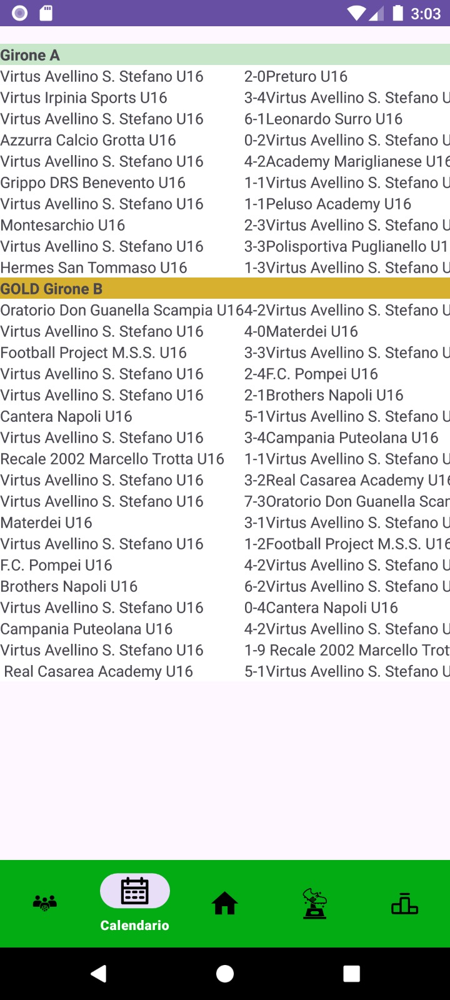 3:03
Girone A
Virtus Avellino S. Stefano U16 2-0Preturo U16
Virtus Irpinia Sports U16 3-4Virtus Avellino S. Stefano U
Virtus Avellino S. Stefano U16 6-1Leonardo Surro U16
Azzurra Calcio Grotta U16 0-2Virtus Avellino S. Stefano U
Virtus Avellino S. Stefano U16 4-2Academy Mariglianese U16
Grippo DRS Benevento U16 1-1Virtus Avellino S. Stefano U
Virtus Avellino S. Stefano U16 1-1Peluso Academy U16
Montesarchio U16 2-3Virtus Avellino S. Stefano U
Virtus Avellino S. Stefano U16 3-3Polisportiva Puglianello U1
Hermes San Tommaso U16 1-3Virtus Avellino S. Stefano U
GOLD Girone B
Oratorio Don Guanella Scampia U164-2Virtus Avellino S. Stefano U
Virtus Avellino S. Stefano U16 4-0Materdei U16
Football Project M.S.S. U16 3-3Virtus Avellino S. Stefano U
Virtus Avellino S. Stefano U16 2-4F.C. Pompei U16
Virtus Avellino S. Stefano U16 2-1Brothers Napoli U16
Cantera Napoli U16 5-1Virtus Avellino S. Stefano U
Virtus Avellino S. Stefano U16 3-4Campania Puteolana U16
Recale 2002 Marcello Trotta U16 1-1Virtus Avellino S. Stefano U
Virtus Avellino S. Stefano U16 3-2Real Casarea Academy U16
Virtus Avellino S. Stefano U16 7-3Oratorio Don Guanella Scam
Materdei U16 3-1Virtus Avellino S. Stefano U
Virtus Avellino S. Stefano U16 1-2Football Project M.S.S. U16
F.C. Pompei U16 4-2Virtus Avellino S. Stefano U
Brothers Napoli U16 6-2Virtus Avellino S. Stefano U
Virtus Avellino S. Stefano U16 0-4Cantera Napoli U16
Campania Puteolana U16 4-2Virtus Avellino S. Stefano U
Virtus Avellino S. Stefano U16 1-9 Recale 2002 Marcello Trot
Real Casarea Academy U16 5-1Virtus Avellino S. Stefano U
Calendario